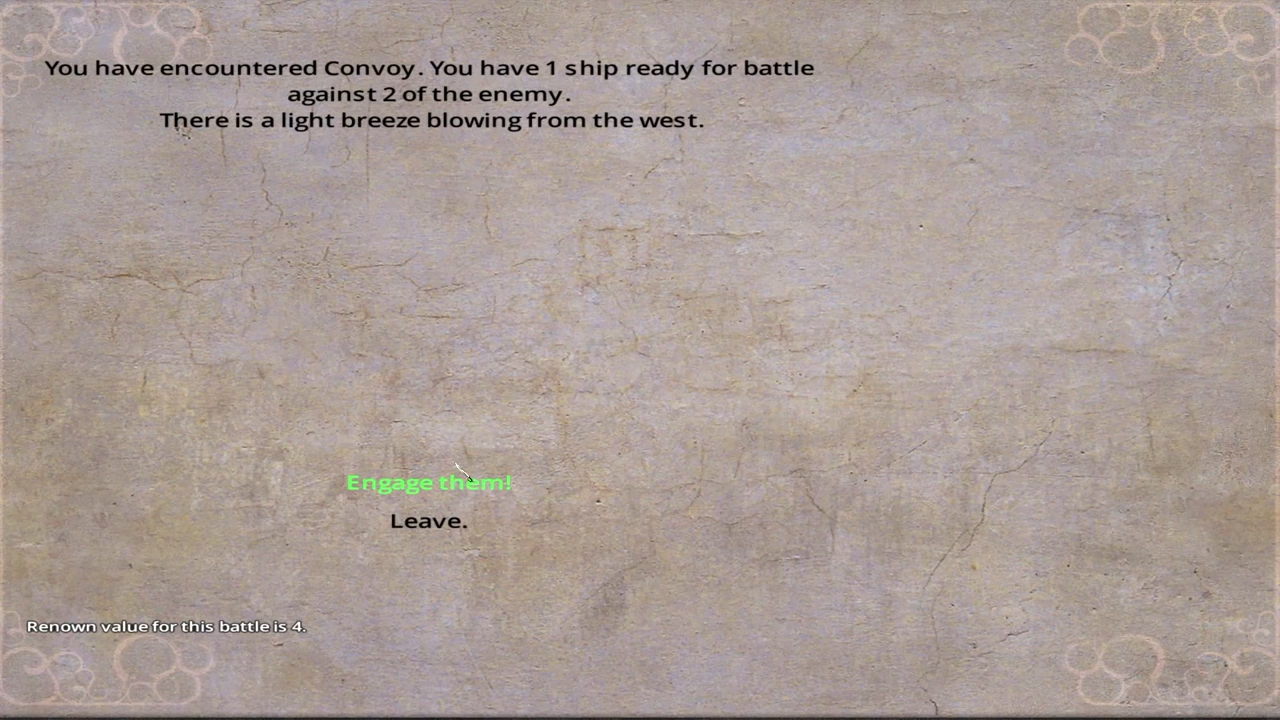 You have encountered Convoy. You have 1 ship ready for battle
against 2 of the enemy.
There is a light breeze blowing from the west.
Engage them!
Leave.
Renown value for this battle is 4.